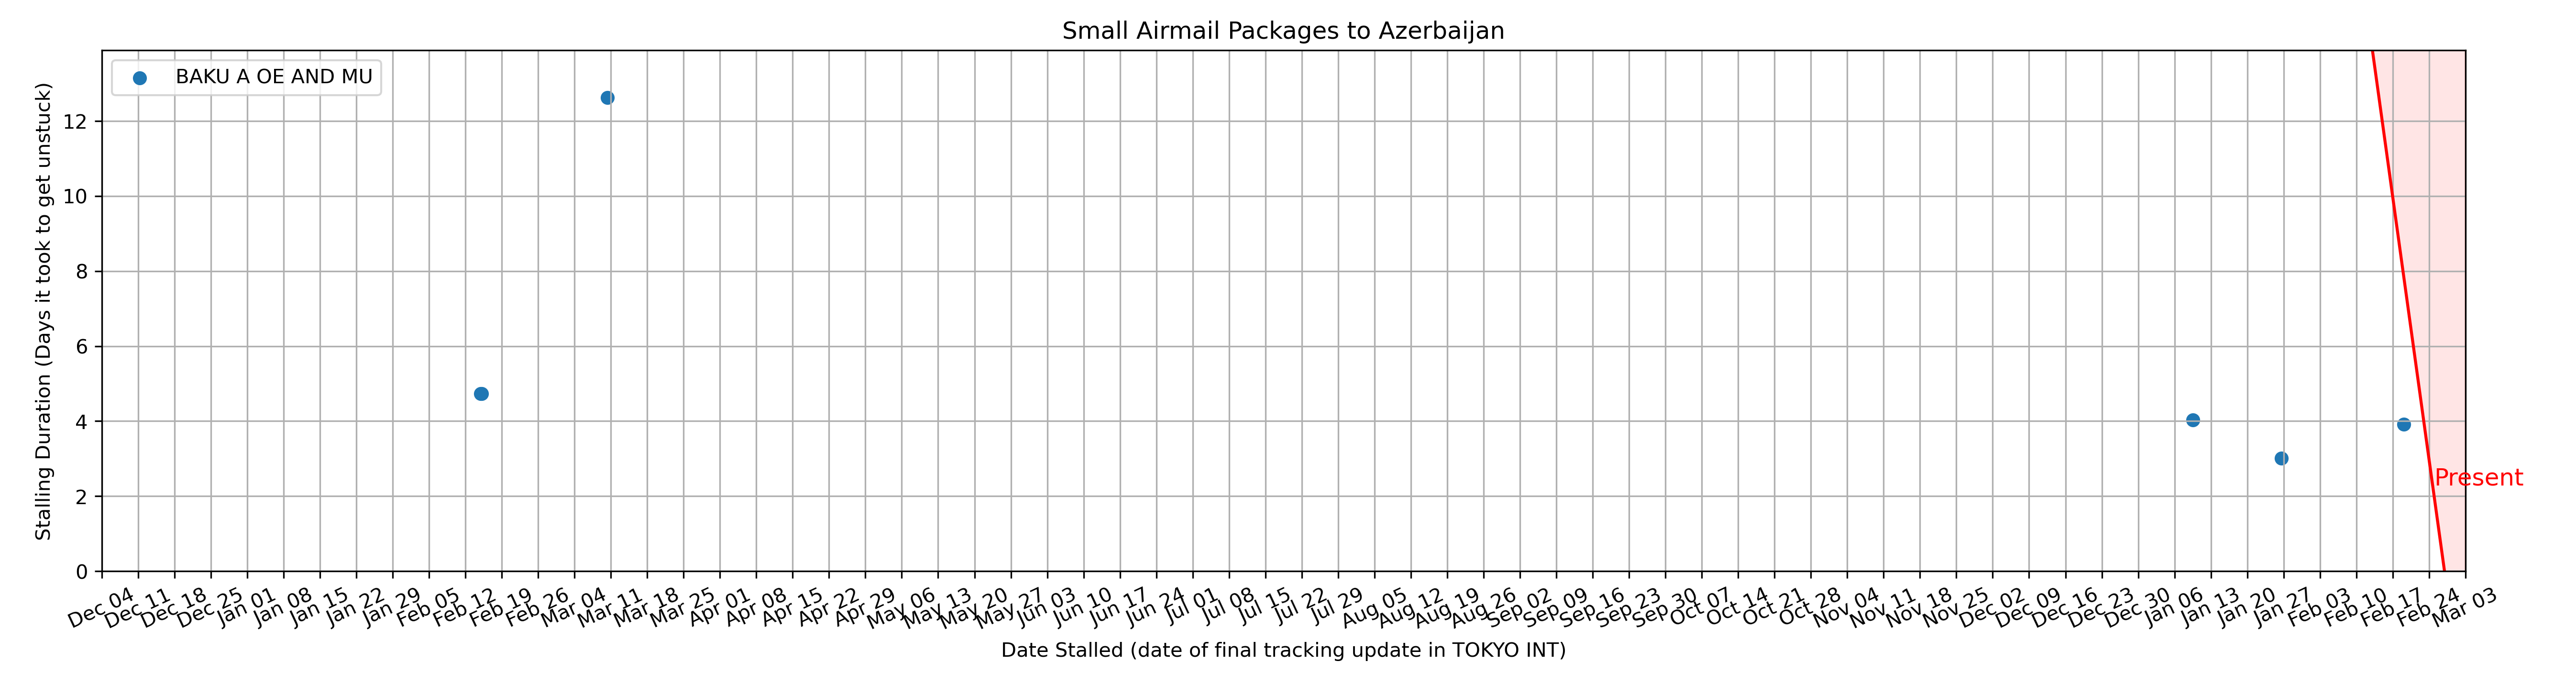 Small Airmail Packages to Azerbaijan
BAKU A OE AND MU
Stalling Duration (Days it took to get unstuck)
12
10
8
6
4
2
0
Present
Dec 04 Dec 11 Dec 18 Dec 25 Jan 01 Jan 08 Jan 15 Jan 22 Jan 29 Feb 05 Feb 12 Feb 19 Feb 26 Mar 04 Mar 11 Mar 18 Mar 25 Apr 01 Apr 08 Apr 15 Apr 22 Apr 29 May 06 May 13 May 20 May 27 Jun 03 Jun 10 Jun 17 Jun 24 Jul 01 Jul 08 Jul 15 Jul 22 Jul 29 Aug 05 Aug 12 Aug 19 Aug 26 Sep 02 Sep 09 Sep 16 Sep 23 Sep 30 Oct 07 Oct 14 Oct 21 Oct 28 Nov 04 Nov 11 Nov 18 Nov 25 Dec 02 Dec 09 Dec 16 Dec 23 Dec 30 Jan 06 Jan 13 Jan 20 Jan 27 Feb 03 Feb 10 Feb 17 Feb 24 Mar 03
Date Stalled (date of final tracking update in TOKYO INT)